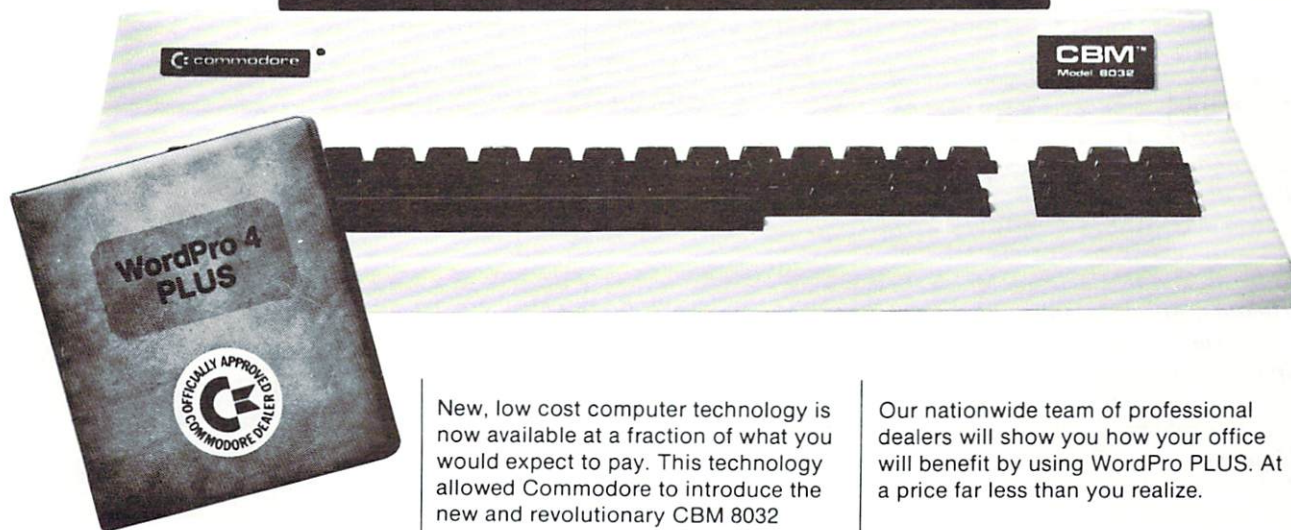 commodore
CBM™
Model 8032
WordPro 4
PLUS
OFFICIALLY APPROVED
COMMODORE DEALER
New, low cost computer technology is
now available at a fraction of what you
would expect to pay. This technology
allowed Commodore to introduce the
new and revolutionary CBM 8032
Our nationwide team of professional
dealers will show you how your office
will benefit by using WordPro PLUS. At
a price far less than you realize.